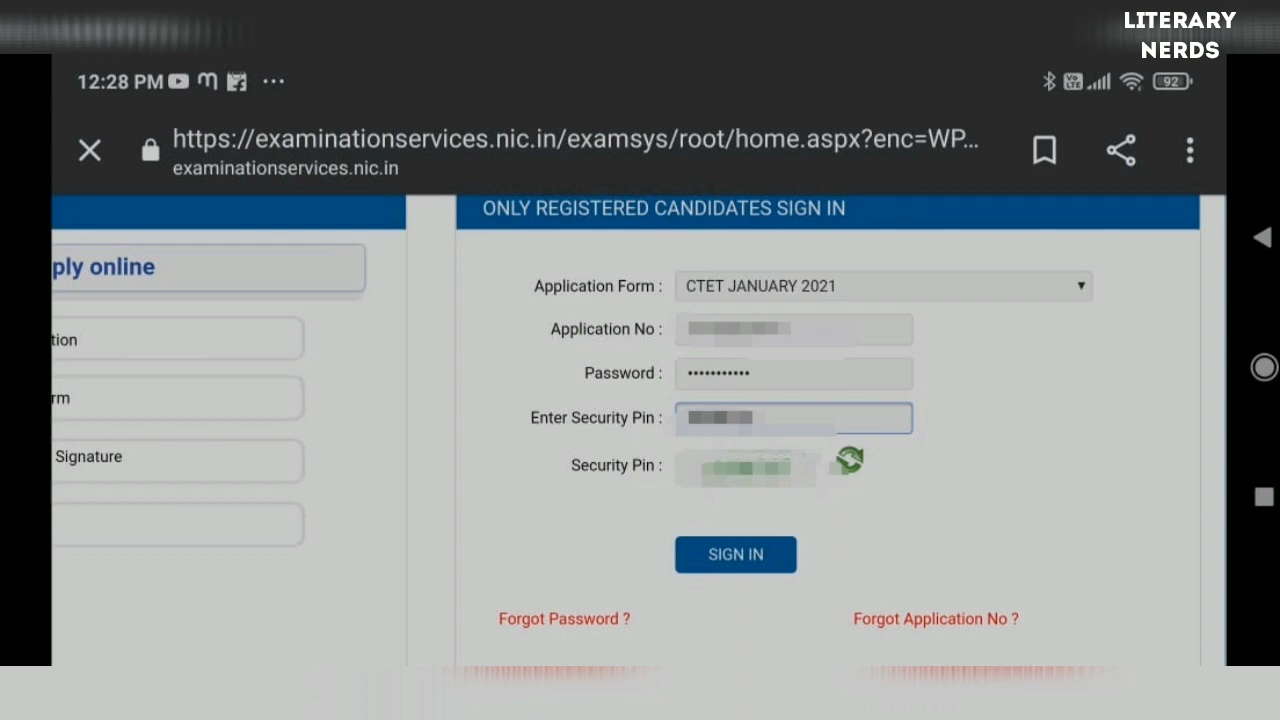 LITERARY
NERDS
12:28 PM
92
https://examinationservices.nic.in/examsys/root/home.aspx?enc=WP...
examinationservices.nic.in
ONLY REGISTERED CANDIDATES SIGN IN
ply online
Application Form : CTET JANUARY 2021
tion
Application No :
Password : •••••••••••
rm
Enter Security Pin :
Signature
Security Pin :
SIGN IN
Forgot Password ? Forgot Application No ?